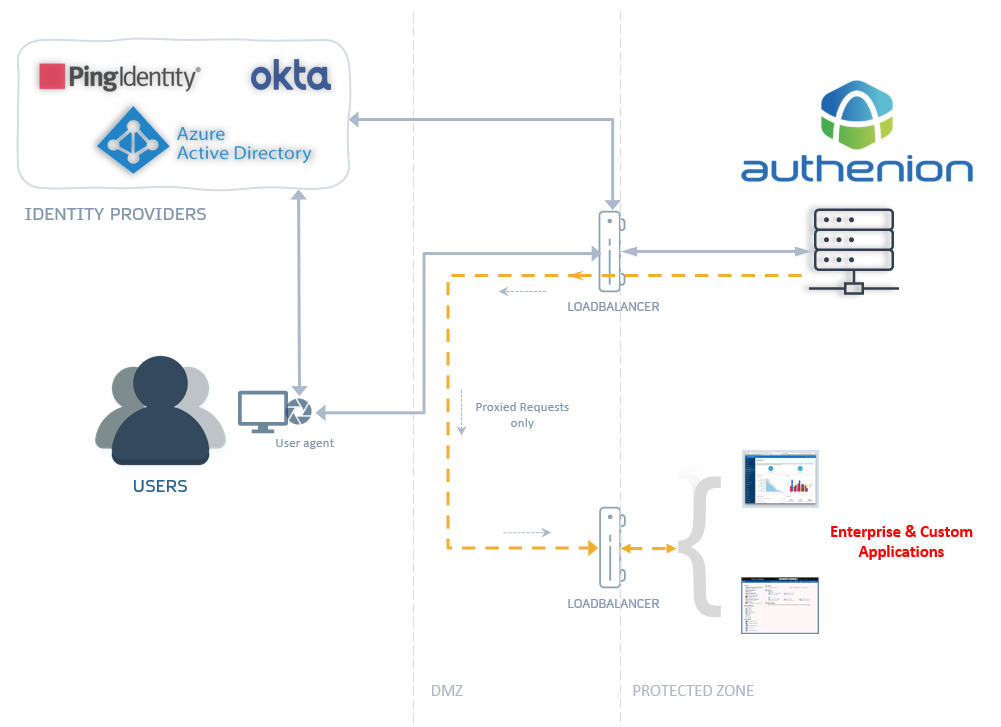 PingIdentity®
okta
Azure
Active Directory
IDENTITY PROVIDERS
authenion
LOADBALANCER
Proxied Requests
only
User agent
USERS
Enterprise & Custom
Applications
LOADBALANCER
DMZ
PROTECTED ZONE